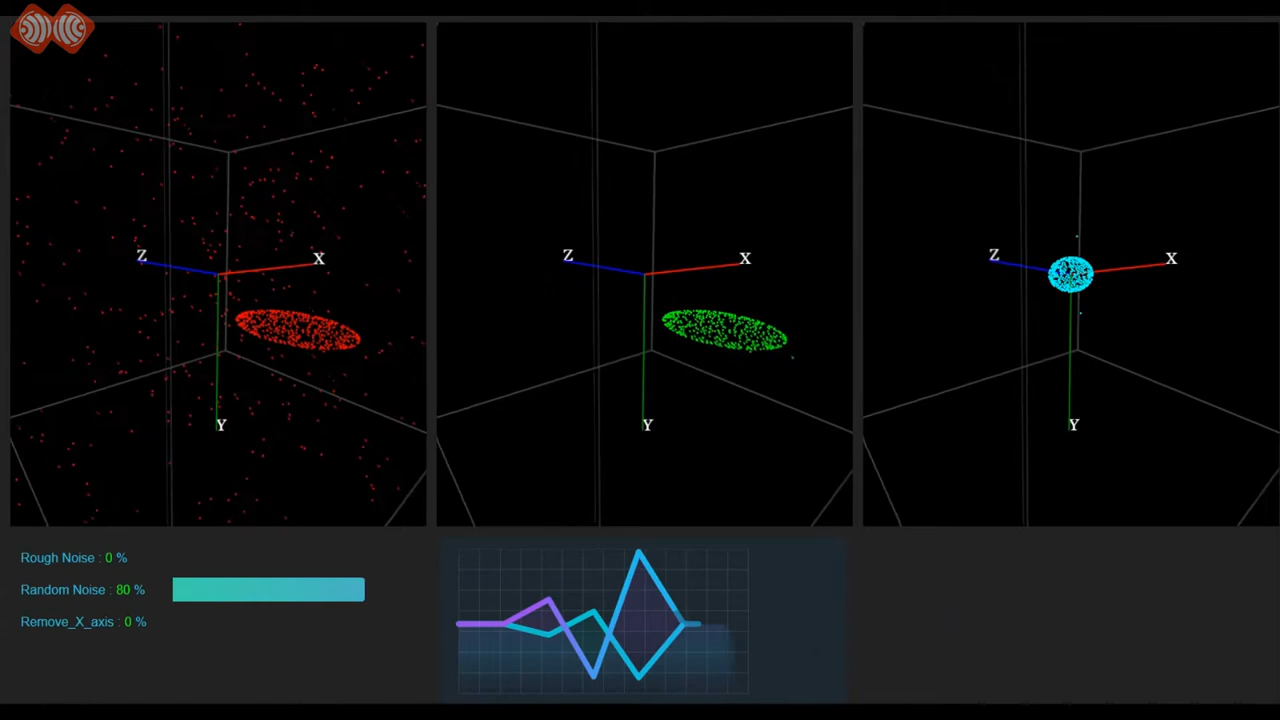 Z X
Y
Z X
Y
Z X
Y
Rough Noise : 0 %
Random Noise : 80 %
Remove_X_axis : 0 %